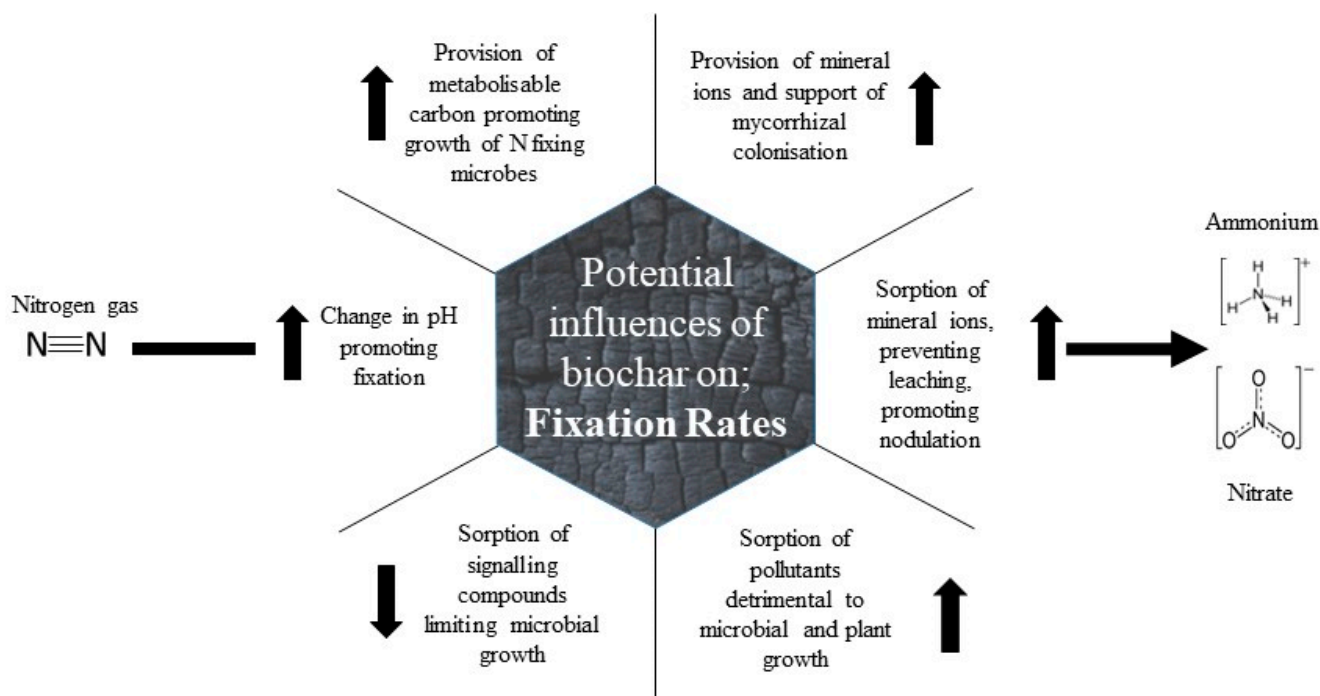 Provision of
metabolisable
carbon promoting
growth of N fixing
microbes
Provision of mineral
ions and support of
mycorrhizal
colonisation
Nitrogen gas
N≡N
Change in pH
promoting
fixation
Potential
influences of
biochar on;
Fixation Rates
Sorption of
mineral ions,
preventing
leaching,
promoting
nodulation
Ammonium
H
N
H
H
H
+
O
N
O
O
−
Nitrate
Sorption of
signalling
compounds
limiting microbial
growth
Sorption of
pollutants
detrimental to
microbial and plant
growth